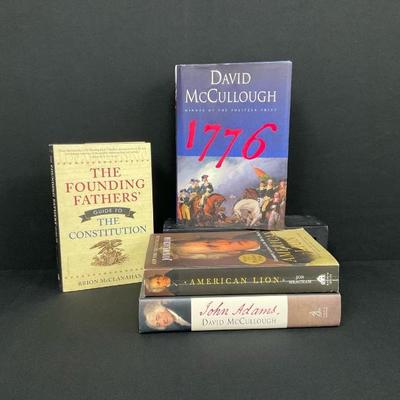 DAVID
McCULLOUGH
WINNER OF THE PULITZER PRIZE
1776
THE
FOUNDING
FATHERS'
GUIDE TO
THE
CONSTITUTION
BRION McCLANAHAN
AMERICAN LION
JON
MEACHAM
John Adams
DAVID McCULLOUGH